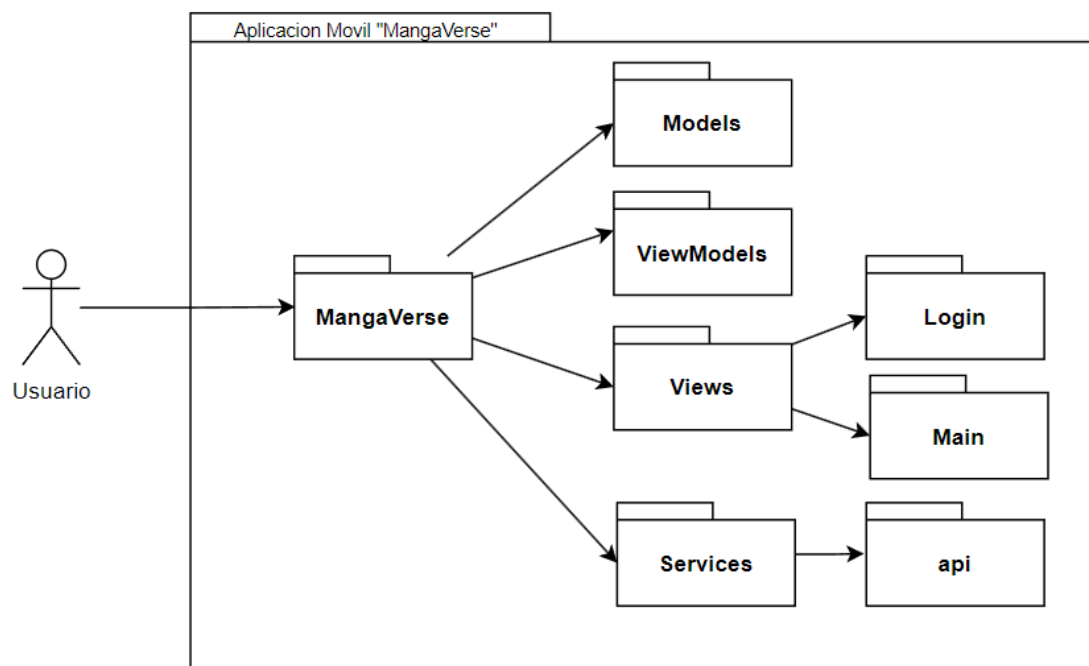 Aplicacion Movil "MangaVerse"
Models
ViewModels
MangaVerse
Login
Usuario
Views
Main
Services
api